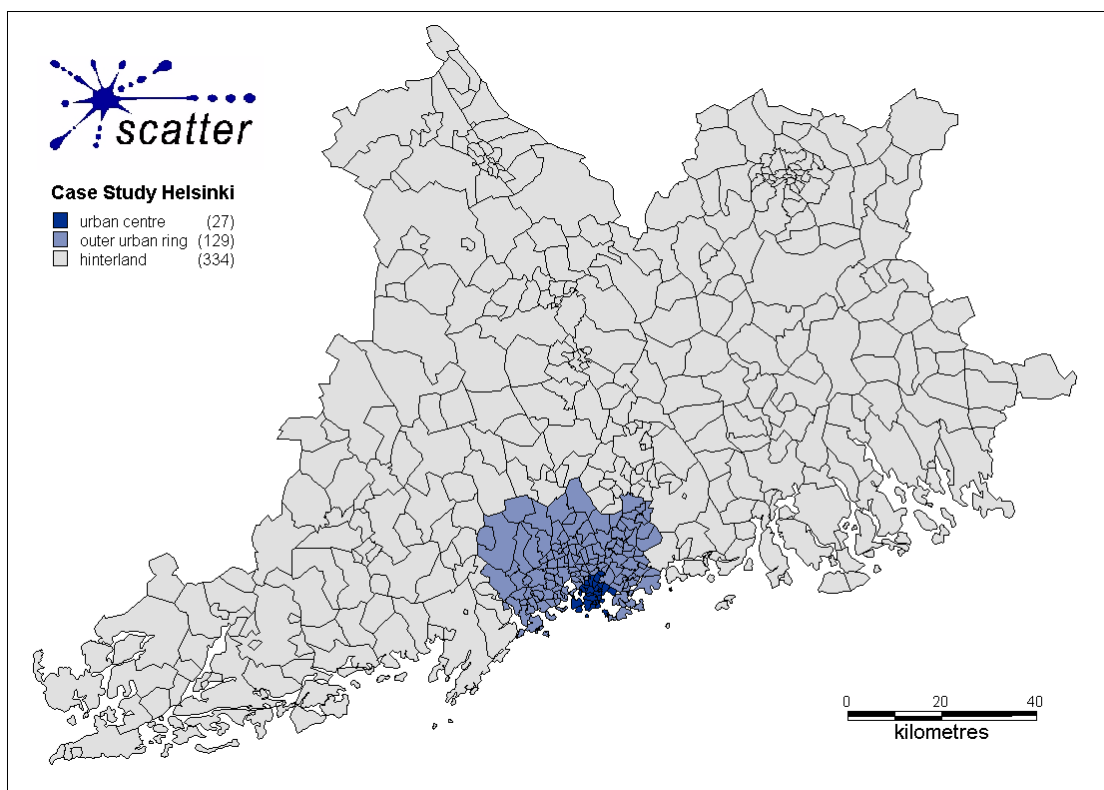 scatter
Case Study Helsinki
urban centre (27)
outer urban ring (129)
hinterland (334)
0 20 40
kilometres